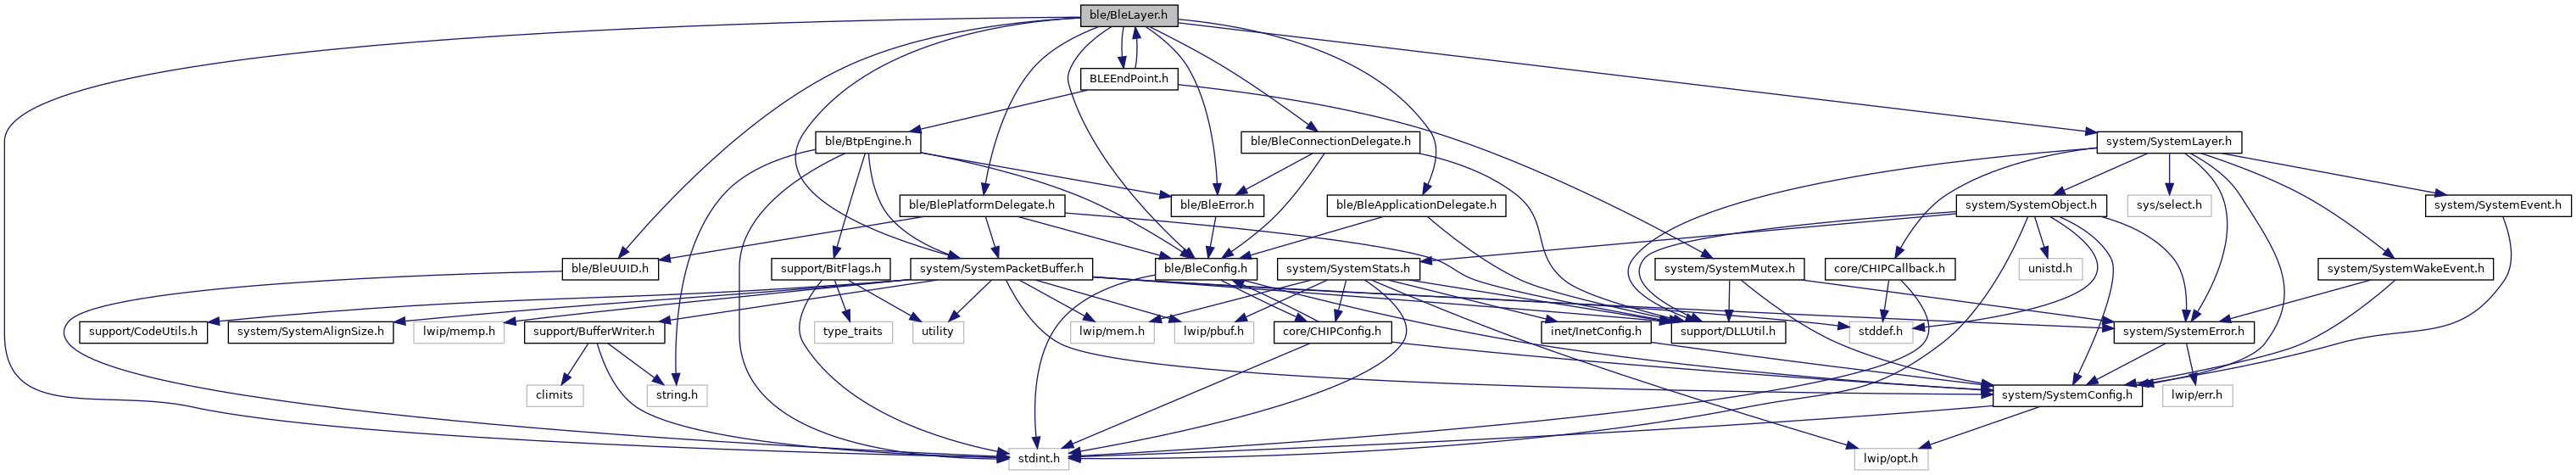 ble/BleLayer.h
BLEEndPoint.h
ble/BtpEngine.h
ble/BleConnectionDelegate.h
system/SystemLayer.h
ble/BlePlatformDelegate.h
ble/BleError.h
ble/BleApplicationDelegate.h
system/SystemObject.h
sys/select.h
system/SystemEvent.h
ble/BleUUID.h
support/BitFlags.h
system/SystemPacketBuffer.h
ble/BleConfig.h
system/SystemStats.h
system/SystemMutex.h
core/CHIPCallback.h
unistd.h
system/SystemWakeEvent.h
support/CodeUtils.h
system/SystemAlignSize.h
lwip/memp.h
support/BufferWriter.h
type_traits
utility
lwip/mem.h
lwip/pbuf.h
core/CHIPConfig.h
inet/InetConfig.h
support/DLLUtil.h
stddef.h
system/SystemError.h
climits
string.h
system/SystemConfig.h
lwip/err.h
stdint.h
lwip/opt.h